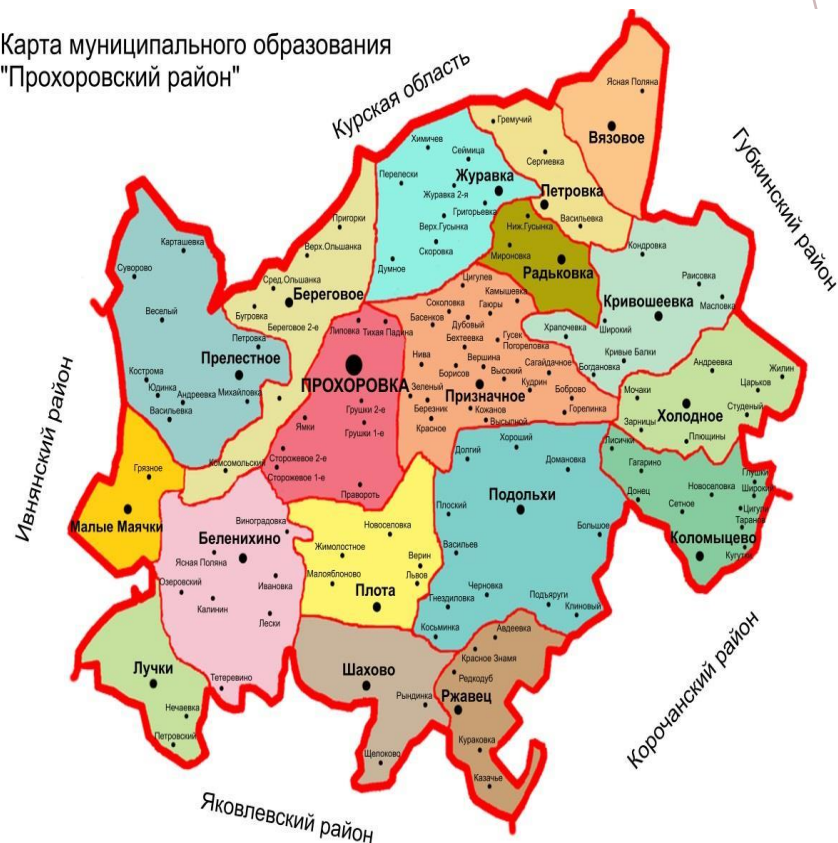 Карта муниципального образования
"Прохоровский район"
Курская область
Губкинский район
Корочанский район
Яковлевский район
Ивнянский район
Ясная Поляна
Вязовое
Гремучий
Сергиевка
Петровка
Васильевка
Химичев
Сеймица
Перелески
Журавка
Журавка 2-я
Григорьевка
Верх.Гусынка
Скоровка
Думное
Ниж.Гусынка
Мироновка
Радьковка
Кондровка
Раисовка
Масловка
Кривошеевка
Широкий
Храпочевка
Кривые Балки
Богдановка
Пригорки
Верх.Ольшанка
Сред.Ольшанка
Береговое
Бугровка
Береговое 2-е
Комсомольский
Карташевка
Суворово
Веселый
Петровка
Прелестное
Кострома
Юдинка
Андреевка
Михайловка
Васильевка
Липовка
Тихая Падина
ПРОХОРОВКА
Грушки 2-е
Грушки 1-е
Ямки
Сторожевое 2-е
Сторожевое 1-е
Правороть
Цигулев
Камышевка
Соколовка
Гаюры
Басенков
Дубовый
Бехтеевка
Гусек
Погореловка
Нива
Вершина
Сагайдачное
Борисов
Высокий
Зеленый
Призначное
Кудрин
Боброво
Березник
Кожанов
Горепинка
Красное
Высыпной
Андреевка
Жилин
Царьков
Мочаки
Студеный
Холодное
Зарницы
Плющины
Лисички
Гагарино
Глушки
Широкий
Новоселовка
Донец
Сетное
Цигули
Таранов
Коломыцево
Кугутки
Хороший
Долгий
Домановка
Подольхи
Плоский
Большое
Васильев
Черновка
Гнездиловка
Подъяруги
Клиновый
Косьминка
Грязное
Малые Маячки
Виноградовка
Беленихино
Ясная Поляна
Озеровский
Ивановка
Калинин
Лески
Тетеревино
Новоселовка
Жимолостное
Верин
Малояблоново
Львов
Плота
Лучки
Нечаевка
Петровский
Шахово
Рындинка
Щелоково
Авдеевка
Красное Знамя
Редкодуб
Ржавец
Кураковка
Казачье